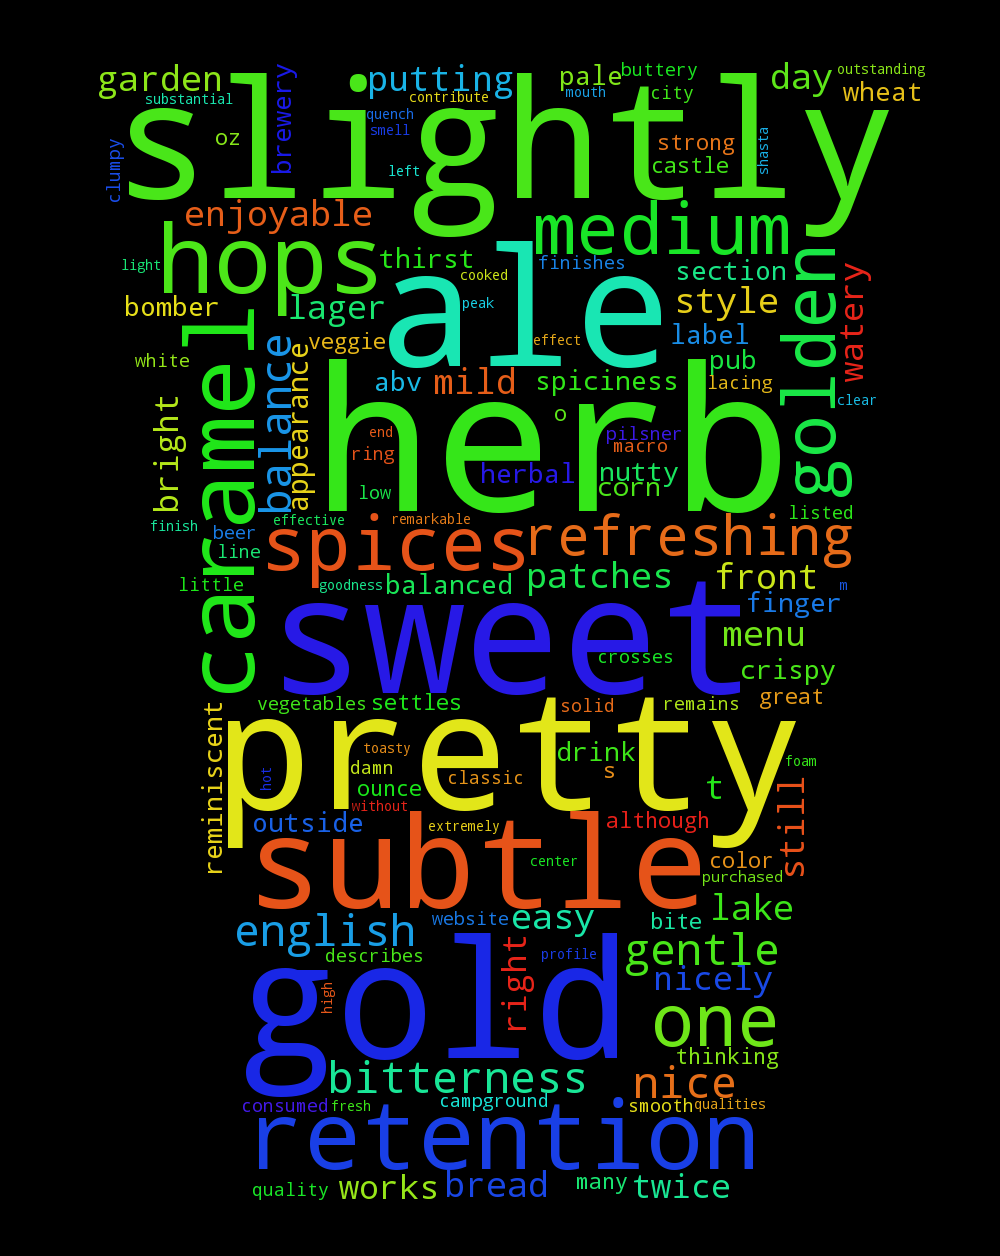 garden
putting
pale
buttery
day
outstanding
substantial
contribute
mouth
city
wheat
brewery
quench
smell
oz
slightly
strong
shasta
clumpy
left
castle
enjoyable
medium
hops
thirst
finishes
section
golden
watery
light
cooked
ale
bomber
lager
peak
style
label
caramel
balance
veggie
effect
white
appearance
abv
mild
spiciness
pub
lacing
clear
bright
herb
o
end
pilsner
macro
ring
herbal
nutty
low
corn
listed
finish
effective
remarkable
beer
line
spices
refreshing
little
goodness
balanced
patches
front
m
finger
sweet
menu
crosses
crispy
reminiscent
vegetables
settles
solid
remains
great
pretty
toasty
drink
foam
hot
damn
classic
s
ounce
t
still
without
outside
extremely
although
subtle
center
color
purchased
english
website
easy
bite
lake
describes
right
profile
gentle
high
gold
nicely
one
thinking
bitterness
nice
consumed
fresh
campground
smooth
qualities
retention
quality
works
bread
many
twice